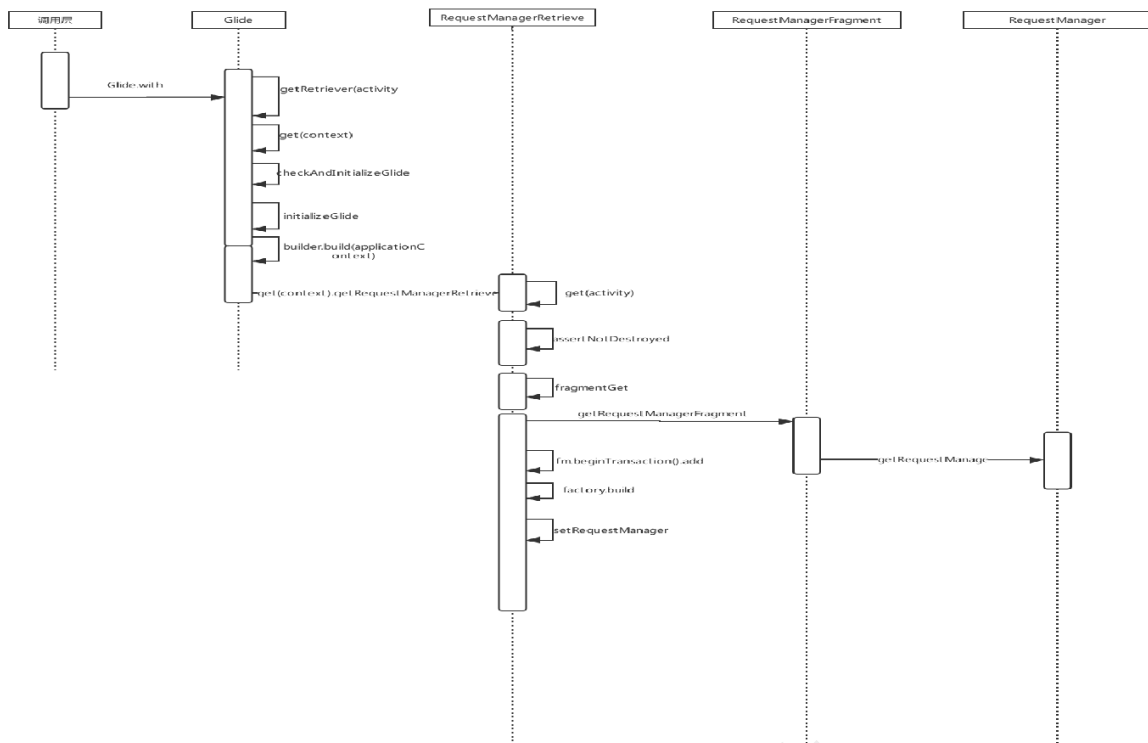 调用层
Glide
RequestManagerRetrieve
RequestManagerFragment
RequestManager
Glide.with
getRetriever(activity
get(context)
checkAndInitializeGlide
initializeGlide
builder.build(applicationC
ontext)
get(context).getRequestManagerRetrieve
get(activity)
assertNotDestroyed
fragmentGet
getRequestManagerFragment
getRequestManage
fm.beginTransaction().add
factory.build
setRequestManager